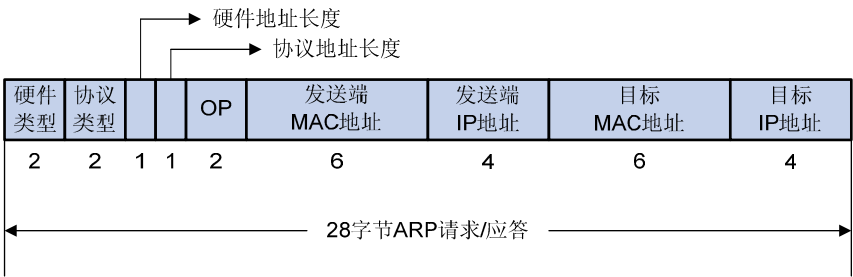 硬件地址长度
协议地址长度
硬件 协议 发送端 发送端 目标 目标
类型 类型 OP MAC地址 IP地址 MAC地址 IP地址
2 2 1 1 2 6 4 6 4
28字节ARP请求/应答